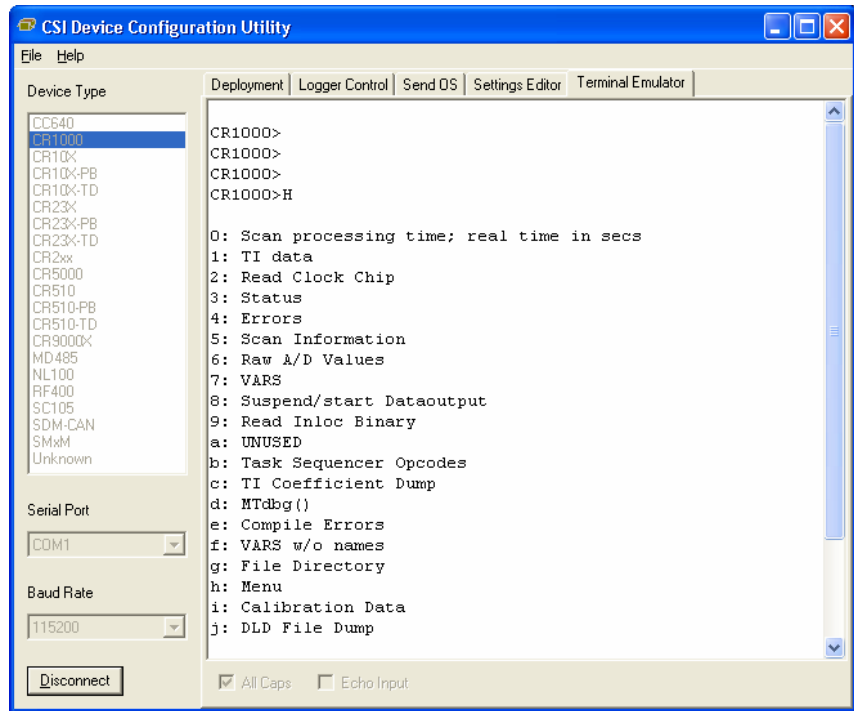 CSI Device Configuration Utility
File Help
Device Type
CC640
CR1000
CR10X
CR10X-PB
CR10X-TD
CR23X
CR23X-PB
CR23X-TD
CR2xx
CR5000
CR510
CR510-PB
CR510-TD
CR9000X
MD485
NL100
RF400
SC105
SDM-CAN
SMxM
Unknown
Serial Port
COM1
Baud Rate
115200
Disconnect
Deployment Logger Control Send OS Settings Editor Terminal Emulator
CR1000>
CR1000>
CR1000>
CR1000>H
0: Scan processing time; real time in secs
1: TI data
2: Read Clock Chip
3: Status
4: Errors
5: Scan Information
6: Raw A/D Values
7: VARS
8: Suspend/start Dataoutput
9: Read Inloc Binary
a: UNUSED
b: Task Sequencer Opcodes
c: TI Coefficient Dump
d: MTdbg()
e: Compile Errors
f: VARS w/o names
g: File Directory
h: Menu
i: Calibration Data
j: DLD File Dump
All Caps Echo Input